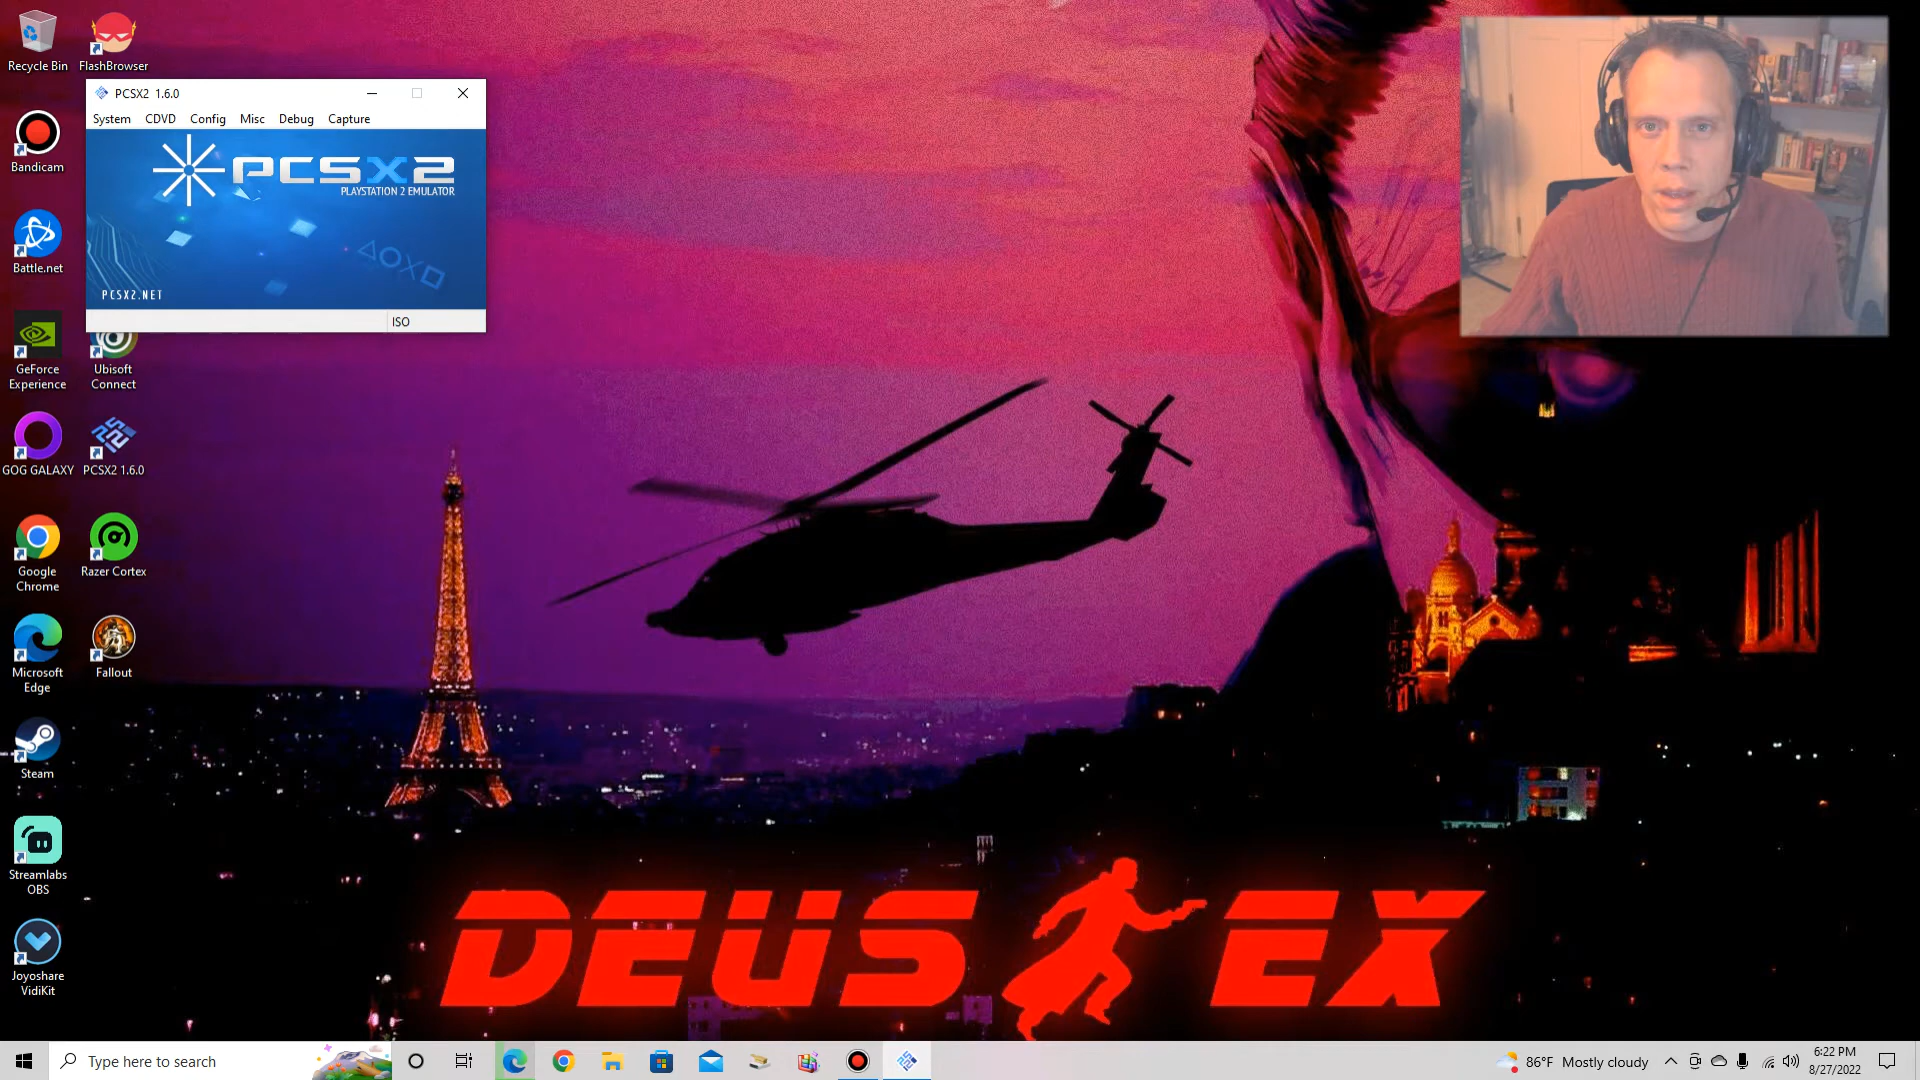 Recycle Bin
FlashBrowser
PCSX2 1.6.0
System CDVD Config Misc Debug Capture
PCSX2
PLAYSTATION 2 EMULATOR
PCSX2.NET
ISO
Bandicam
Battle.net
GeForce
Experience
Ubisoft
Connect
GOG GALAXY
PCSX2 1.6.0
Google
Chrome
Razer Cortex
Microsoft
Edge
Fallout
Steam
Streamlabs
OBS
Joyoshare
VidiKit
DEUS EX
Type here to search
86°F Mostly cloudy
6:22 PM
8/27/2022